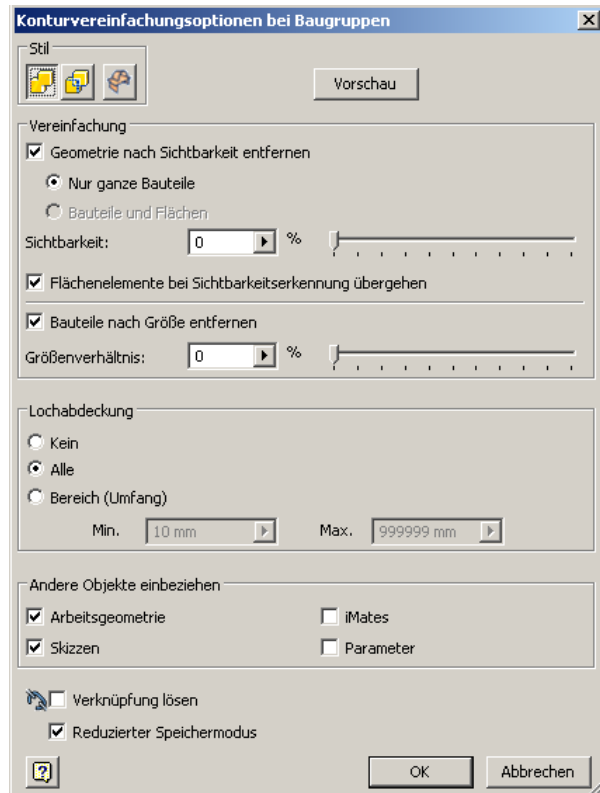 Konturvereinfachungsoptionen bei Baugruppen
Stil
Vorschau
Vereinfachung
Geometrie nach Sichtbarkeit entfernen
Nur ganze Bauteile
Bauteile und Flächen
Sichtbarkeit: 0 %
Flächenelemente bei Sichtbarkeitserkennung übergehen
Bauteile nach Größe entfernen
Größenverhältnis: 0 %
Lochabdeckung
Kein
Alle
Bereich (Umfang)
Min. 10 mm Max. 999999 mm
Andere Objekte einbeziehen
Arbeitsgeometrie iMates
Skizzen Parameter
Verknüpfung lösen
Reduzierter Speichermodus
OK Abbrechen